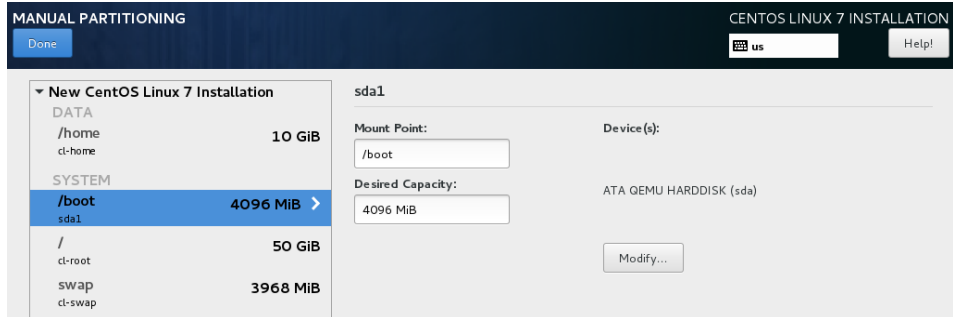 MANUAL PARTITIONING
CENTOS LINUX 7 INSTALLATION
Done
us
Help!
New CentOS Linux 7 Installation
DATA
/home
10 GiB
cl-home
SYSTEM
/boot
4096 MiB
sda1
/
50 GiB
cl-root
swap
3968 MiB
cl-swap
sda1
Mount Point:
/boot
Desired Capacity:
4096 MiB
Device(s):
ATA QEMU HARDDISK (sda)
Modify...